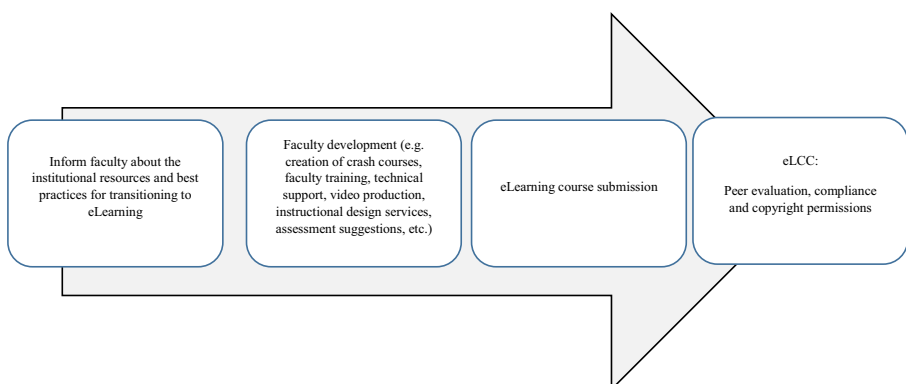 Inform faculty about the
institutional resources and best
practices for transitioning to
eLearning
Faculty development (e.g.
creation of crash courses,
faculty training, technical
support, video production,
instructional design services,
assessment suggestions, etc.)
eLearning course submission
eLCC:
Peer evaluation, compliance
and copyright permissions